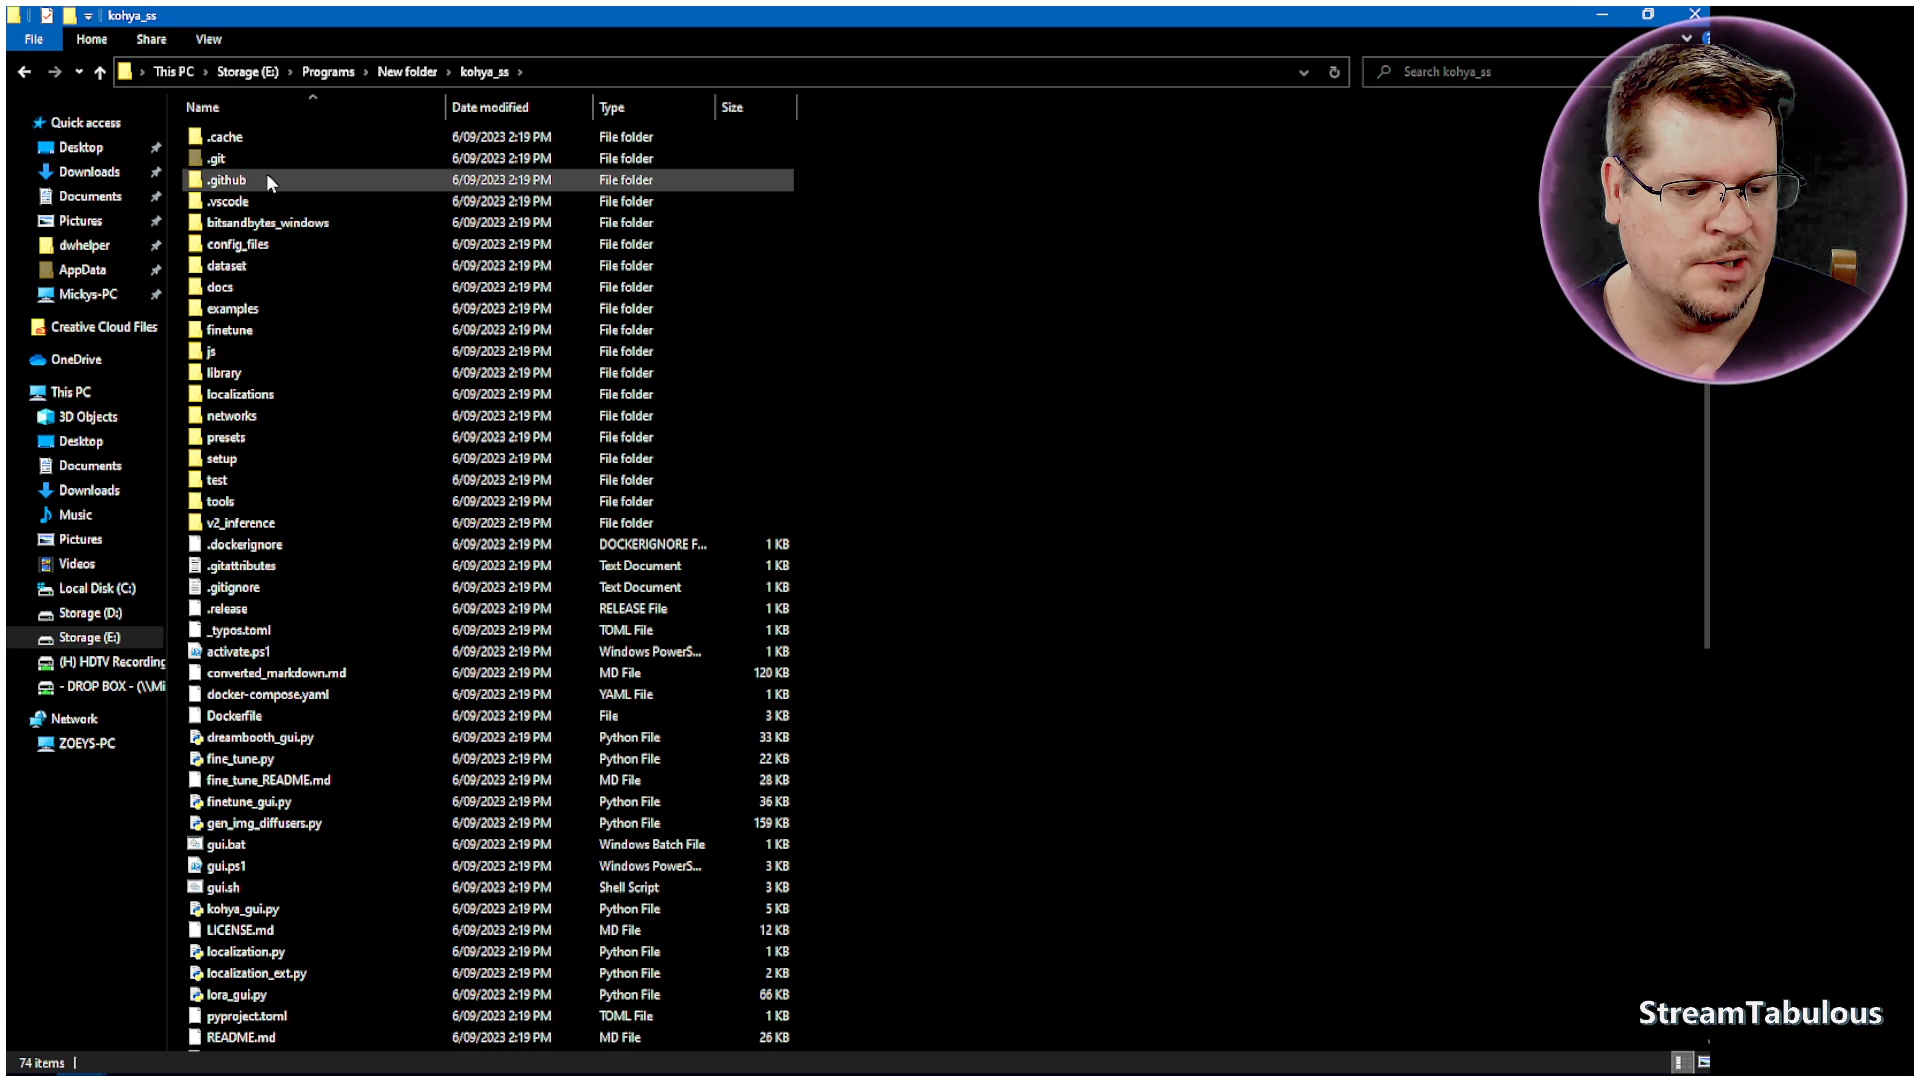 kohya_ss
File Home Share View
This PC Storage (E:) Programs New folder kohya_ss Search kohya_ss
Name Date modified Type Size
Quick access
Desktop
Downloads
Documents
Pictures
dwhelper
AppData
Mickys-PC
Creative Cloud Files
OneDrive
This PC
3D Objects
Desktop
Documents
Downloads
Music
Pictures
Videos
Local Disk (C:)
Storage (D:)
Storage (E:)
(H) HDTV Recording
- DROP BOX - (\\Mi
Network
ZOEYS-PC
.cache 6/09/2023 2:19 PM File folder
.git 6/09/2023 2:19 PM File folder
.github 6/09/2023 2:19 PM File folder
.vscode 6/09/2023 2:19 PM File folder
bitsandbytes_windows 6/09/2023 2:19 PM File folder
config_files 6/09/2023 2:19 PM File folder
dataset 6/09/2023 2:19 PM File folder
docs 6/09/2023 2:19 PM File folder
examples 6/09/2023 2:19 PM File folder
finetune 6/09/2023 2:19 PM File folder
js 6/09/2023 2:19 PM File folder
library 6/09/2023 2:19 PM File folder
localizations 6/09/2023 2:19 PM File folder
networks 6/09/2023 2:19 PM File folder
presets 6/09/2023 2:19 PM File folder
setup 6/09/2023 2:19 PM File folder
test 6/09/2023 2:19 PM File folder
tools 6/09/2023 2:19 PM File folder
v2_inference 6/09/2023 2:19 PM File folder
.dockerignore 6/09/2023 2:19 PM DOCKERIGNORE F... 1 KB
.gitattributes 6/09/2023 2:19 PM Text Document 1 KB
.gitignore 6/09/2023 2:19 PM Text Document 1 KB
.release 6/09/2023 2:19 PM RELEASE File 1 KB
_typos.toml 6/09/2023 2:19 PM TOML File 1 KB
activate.ps1 6/09/2023 2:19 PM Windows PowerS... 1 KB
converted_markdown.md 6/09/2023 2:19 PM MD File 120 KB
docker-compose.yaml 6/09/2023 2:19 PM YAML File 1 KB
Dockerfile 6/09/2023 2:19 PM File 3 KB
dreambooth_gui.py 6/09/2023 2:19 PM Python File 33 KB
fine_tune.py 6/09/2023 2:19 PM Python File 22 KB
fine_tune_README.md 6/09/2023 2:19 PM MD File 28 KB
finetune_gui.py 6/09/2023 2:19 PM Python File 36 KB
gen_img_diffusers.py 6/09/2023 2:19 PM Python File 159 KB
gui.bat 6/09/2023 2:19 PM Windows Batch File 1 KB
gui.ps1 6/09/2023 2:19 PM Windows PowerS... 3 KB
gui.sh 6/09/2023 2:19 PM Shell Script 3 KB
kohya_gui.py 6/09/2023 2:19 PM Python File 5 KB
LICENSE.md 6/09/2023 2:19 PM MD File 12 KB
localization.py 6/09/2023 2:19 PM Python File 1 KB
localization_ext.py 6/09/2023 2:19 PM Python File 2 KB
lora_gui.py 6/09/2023 2:19 PM Python File 66 KB
pyproject.toml 6/09/2023 2:19 PM TOML File 1 KB
README.md 6/09/2023 2:19 PM MD File 26 KB
StreamTabulous
74 items